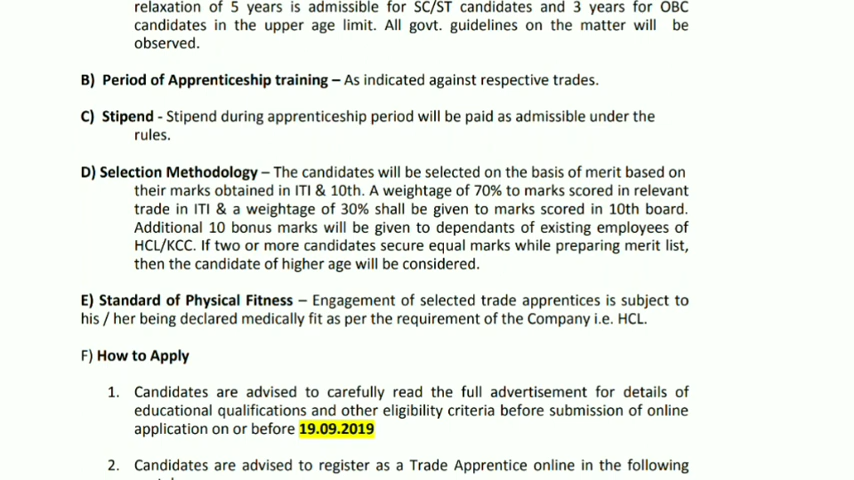 relaxation of 5 years is admissible for SC/ST candidates and 3 years for OBC
candidates in the upper age limit. All govt. guidelines on the matter will be
observed.
B) Period of Apprenticeship training – As indicated against respective trades.
C) Stipend - Stipend during apprenticeship period will be paid as admissible under the
rules.
D) Selection Methodology – The candidates will be selected on the basis of merit based on
their marks obtained in ITI & 10th. A weightage of 70% to marks scored in relevant
trade in ITI & a weightage of 30% shall be given to marks scored in 10th board.
Additional 10 bonus marks will be given to dependants of existing employees of
HCL/KCC. If two or more candidates secure equal marks while preparing merit list,
then the candidate of higher age will be considered.
E) Standard of Physical Fitness – Engagement of selected trade apprentices is subject to
his / her being declared medically fit as per the requirement of the Company i.e. HCL.
F) How to Apply
1. Candidates are advised to carefully read the full advertisement for details of
educational qualifications and other eligibility criteria before submission of online
application on or before 19.09.2019
2. Candidates are advised to register as a Trade Apprentice online in the following